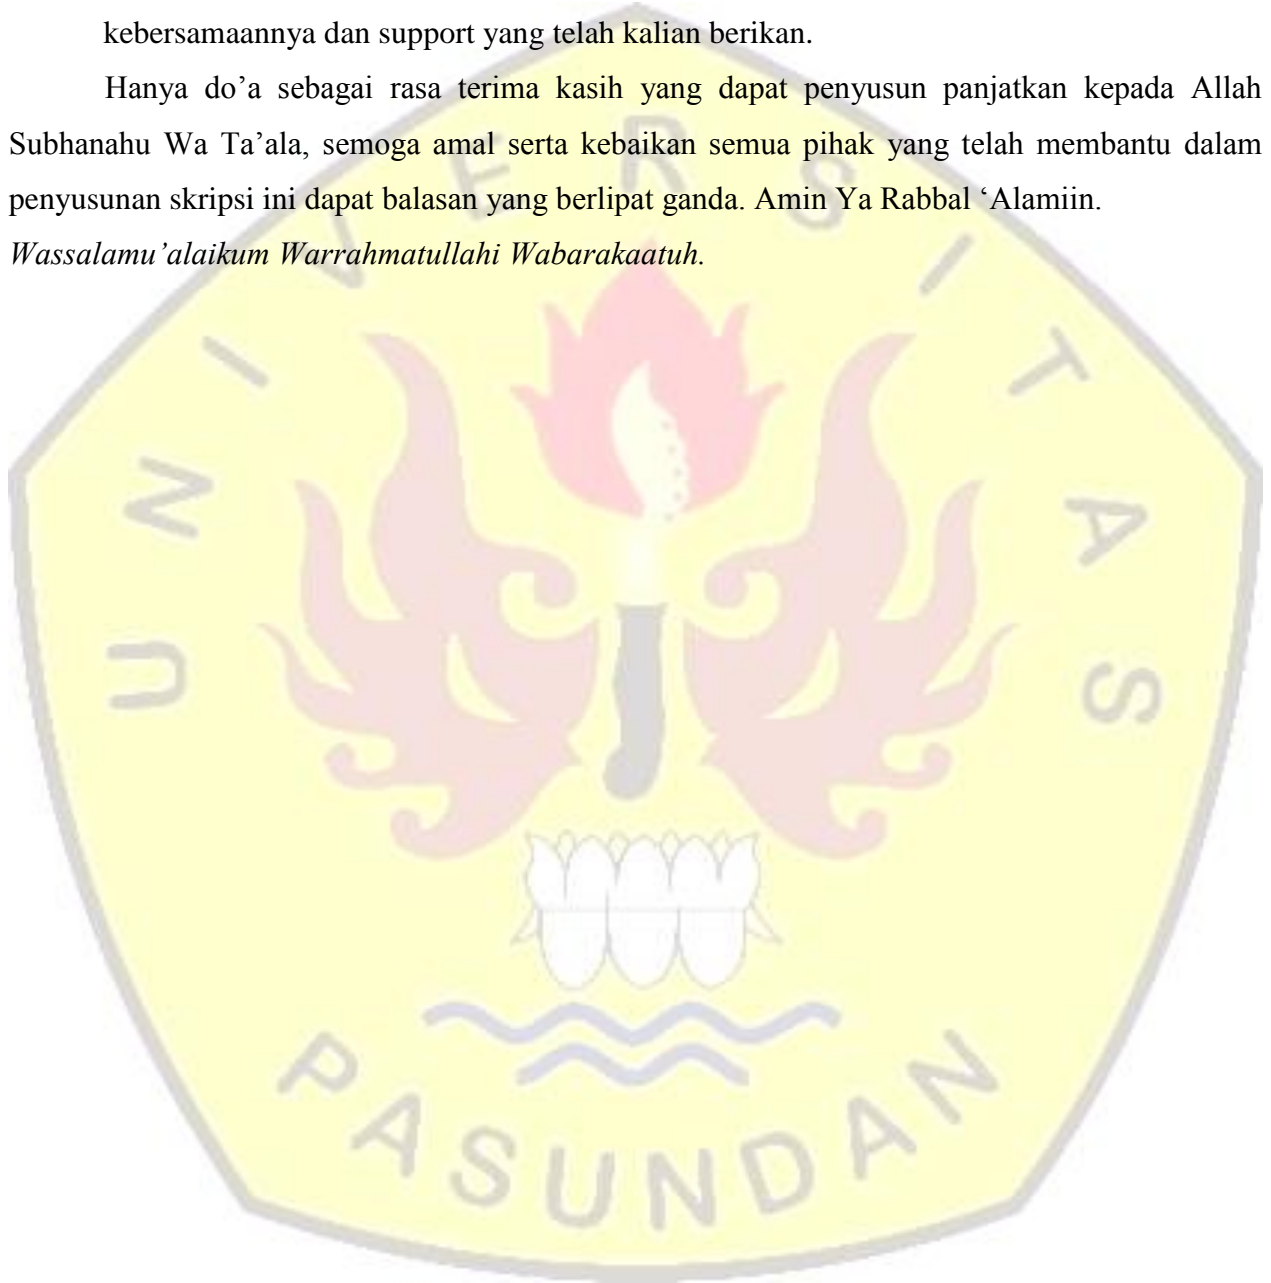 kebersamaannya dan support yang telah kalian berikan.
Hanya do’a sebagai rasa terima kasih yang dapat penyusun panjatkan kepada Allah
Subhanahu Wa Ta’ala, semoga amal serta kebaikan semua pihak yang telah membantu dalam
penyusunan skripsi ini dapat balasan yang berlipat ganda. Amin Ya Rabbal ‘Alamiin.
Wassalamu’alaikum Warrahmatullahi Wabarakaatuh.
UNIVERSITAS
PASUNDAN